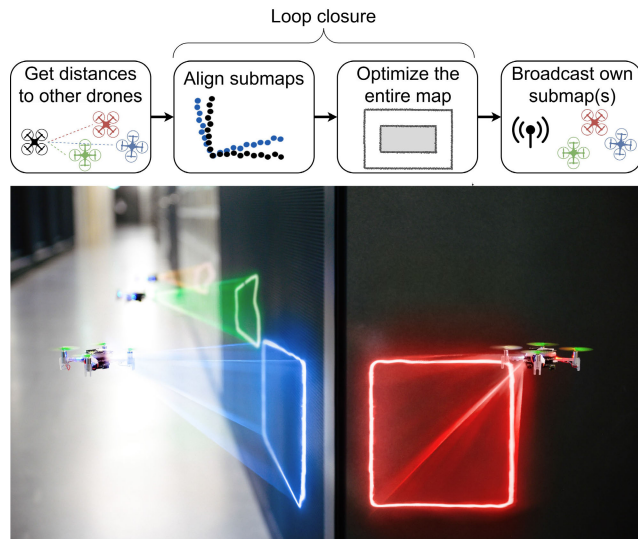 Loop closure
Get distances
to other drones
Align submaps
Optimize the
entire map
Broadcast own
submap(s)